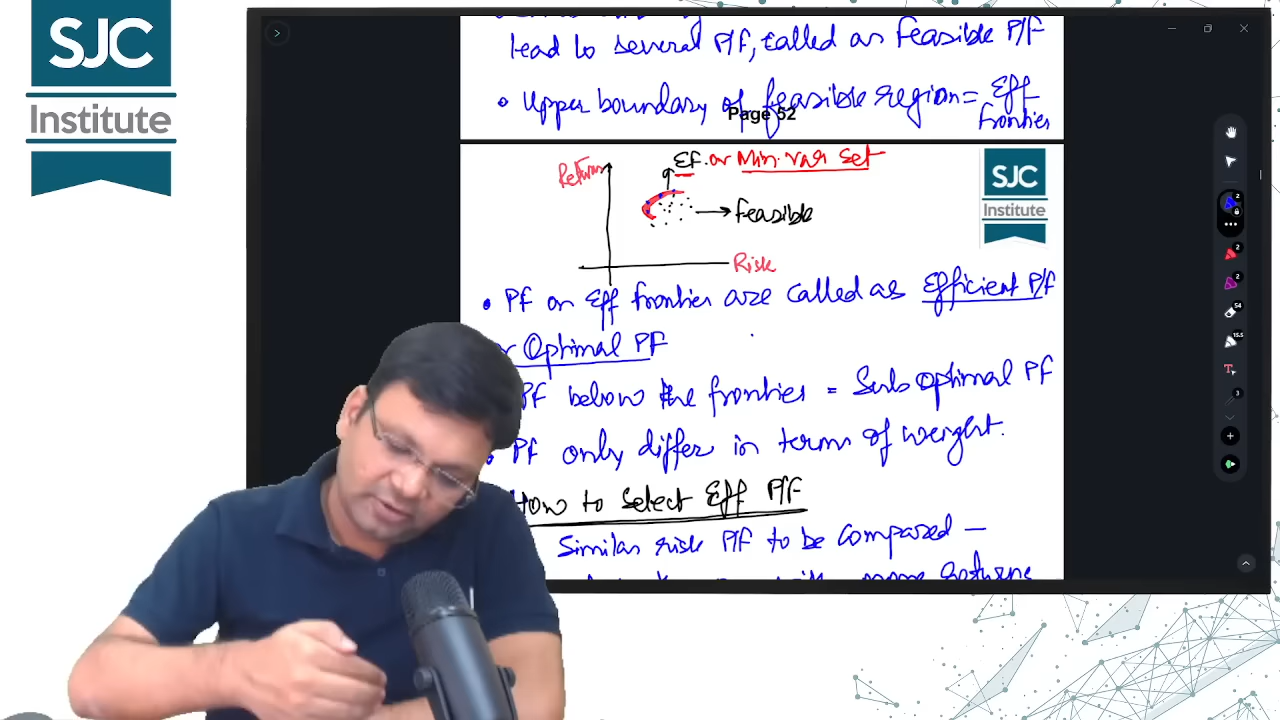 SJC
Institute
lead to several P/F, called as feasible P/F
• Upper boundary of feasible region = Eff
frontier
Page 52
Return
EF. or Min. var set
→ feasible
Risk
SJC
Institute
• PF on Eff frontier are called as Efficient P/F
Optimal PF
PF below the frontier = Sub Optimal PF
• PF only differ in terms of weight.
How to select Eff P/F
Similar risk P/F to be compared —
more returns